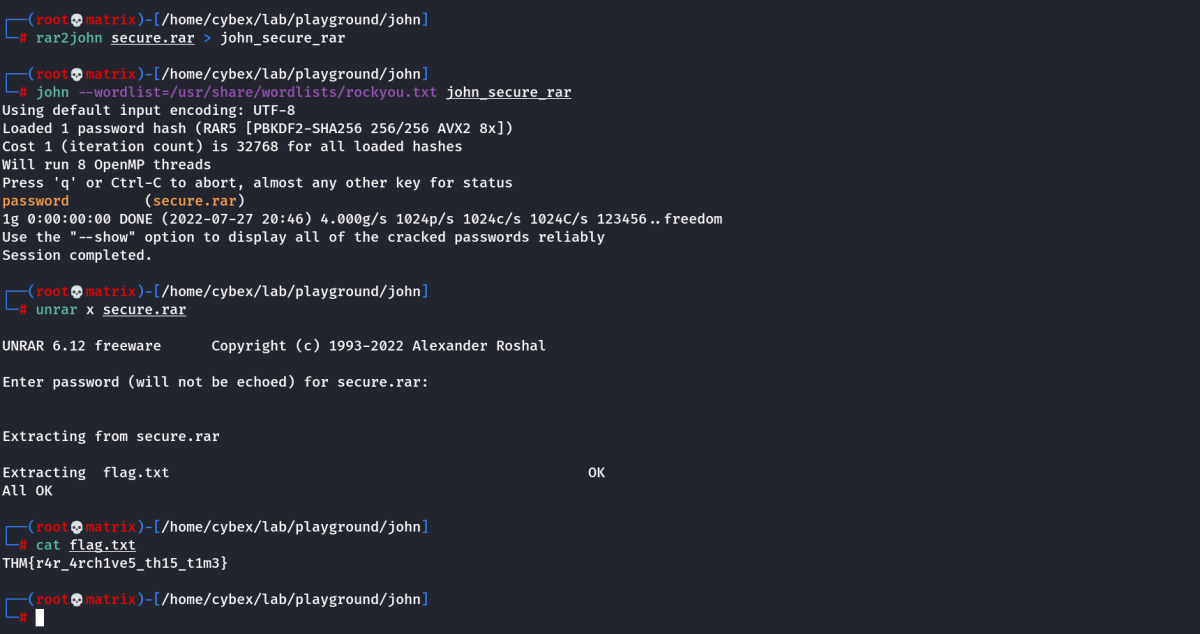 ┌──(root💀matrix)-[/home/cybex/lab/playground/john]
└─# rar2john secure.rar > john_secure_rar
┌──(root💀matrix)-[/home/cybex/lab/playground/john]
└─# john --wordlist=/usr/share/wordlists/rockyou.txt john_secure_rar
Using default input encoding: UTF-8
Loaded 1 password hash (RAR5 [PBKDF2-SHA256 256/256 AVX2 8x])
Cost 1 (iteration count) is 32768 for all loaded hashes
Will run 8 OpenMP threads
Press 'q' or Ctrl-C to abort, almost any other key for status
password         (secure.rar)
1g 0:00:00:00 DONE (2022-07-27 20:46) 4.000g/s 1024p/s 1024c/s 1024C/s 123456..freedom
Use the "--show" option to display all of the cracked passwords reliably
Session completed.
┌──(root💀matrix)-[/home/cybex/lab/playground/john]
└─# unrar x secure.rar
UNRAR 6.12 freeware      Copyright (c) 1993-2022 Alexander Roshal
Enter password (will not be echoed) for secure.rar:
Extracting from secure.rar
Extracting  flag.txt                                                  OK
All OK
┌──(root💀matrix)-[/home/cybex/lab/playground/john]
└─# cat flag.txt
THM{r4r_4rch1ve5_th15_t1m3}
┌──(root💀matrix)-[/home/cybex/lab/playground/john]
└─#